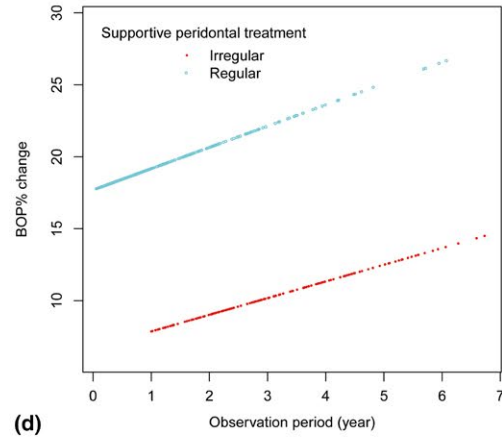 30
Supportive peridontal treatment
Irregular
Regular
25
20
15
10
BOP% change
0 1 2 3 4 5 6 7
Observation period (year)
(d)